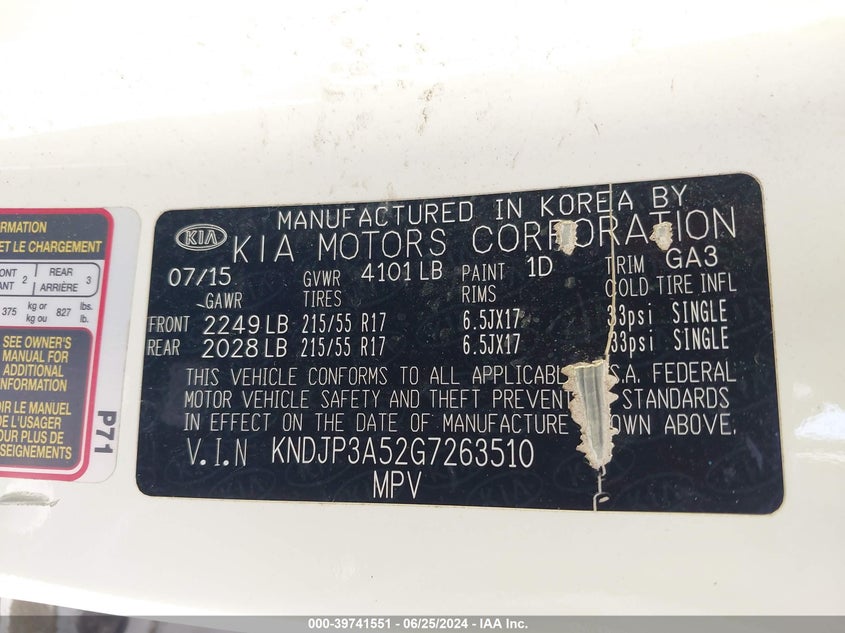 ORMATION
ET LE CHARGEMENT
ONT 2 REAR 3
ANT ARRIÈRE
375 kg or 827 lbs.
kg ou lb.
SEE OWNER'S
MANUAL FOR
ADDITIONAL
INFORMATION
OIR LE MANUEL
DE L'USAGER
POUR PLUS DE
SEIGNEMENTS
P71
MANUFACTURED IN KOREA BY
KIA KIA MOTORS CORPORATION
07/15 GVWR 4101 LB PAINT 1D TRIM GA3
GAWR TIRES RIMS COLD TIRE INFL
FRONT 2249 LB 215/55 R17 6.5JX17 33psi SINGLE
REAR 2028 LB 215/55 R17 6.5JX17 33psi SINGLE
THIS VEHICLE CONFORMS TO ALL APPLICABL .S.A. FEDERAL
MOTOR VEHICLE SAFETY AND THEFT PREVEN STANDARDS
IN EFFECT ON THE DATE OF MANUFACTURE OWN ABOVE.
V.I.N KNDJP3A52G7263510
MPV
000-39741551 - 06/25/2024 - IAA Inc.